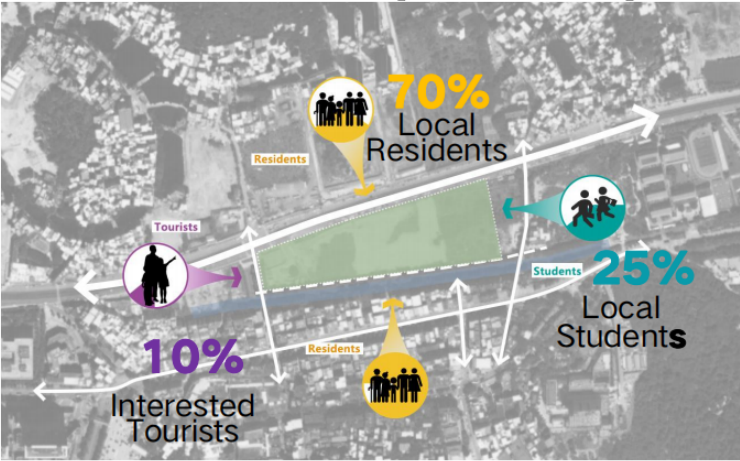 70%
Local
Residents
Residents
Tourists
Students
25%
Local
Students
Residents
10%
Interested
Tourists